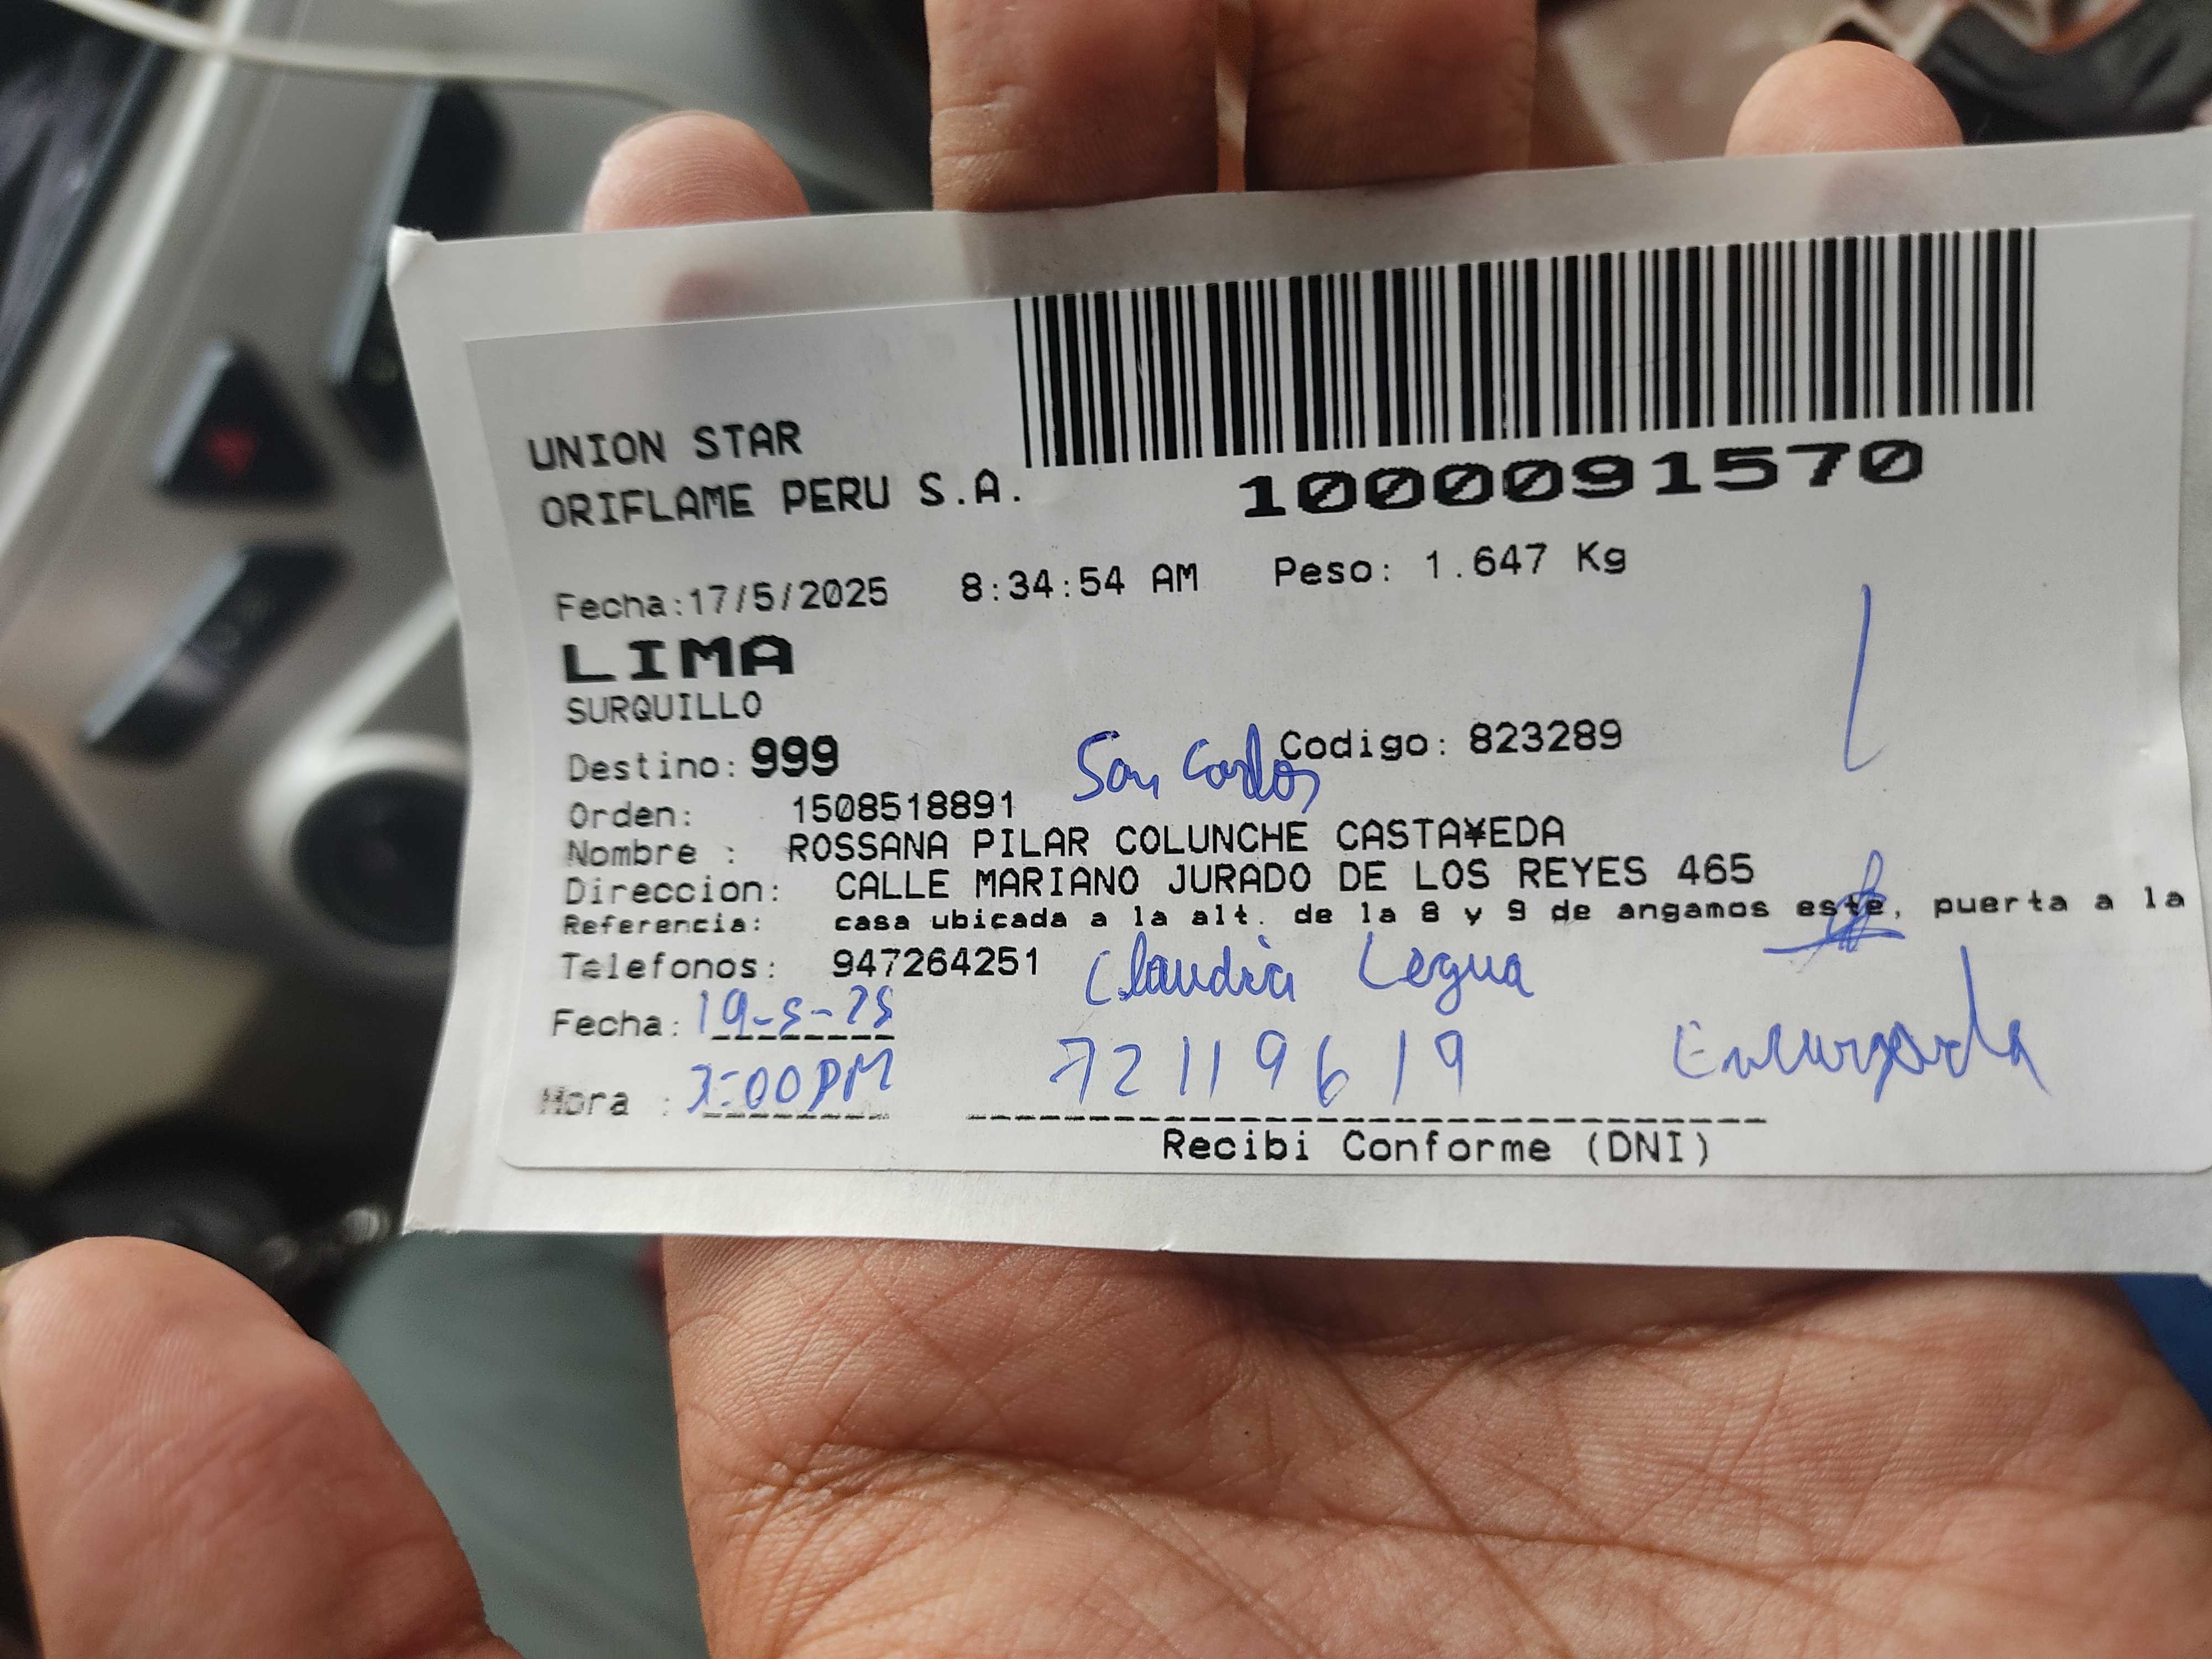 UNION STAR
ORIFLAME PERU S.A.
1000091570
Fecha:17/5/2025 8:34:54 AM Peso: 1.647 Kg
LIMA
SURQUILLO
Destino: 999 San Carlos Codigo: 823289
Orden: 1508518891
Nombre : ROSSANA PILAR COLUNCHE CASTA¥EDA
Direccion: CALLE MARIANO JURADO DE LOS REYES 465
Referencia: casa ubicada a la alt. de la 8 y 9 de angamos este, puerta a la
Telefonos: 947264251 Claudia Legua
Fecha: 19-5-25
72119619 Encargada
Hora : :00PM
Recibi Conforme (DNI)